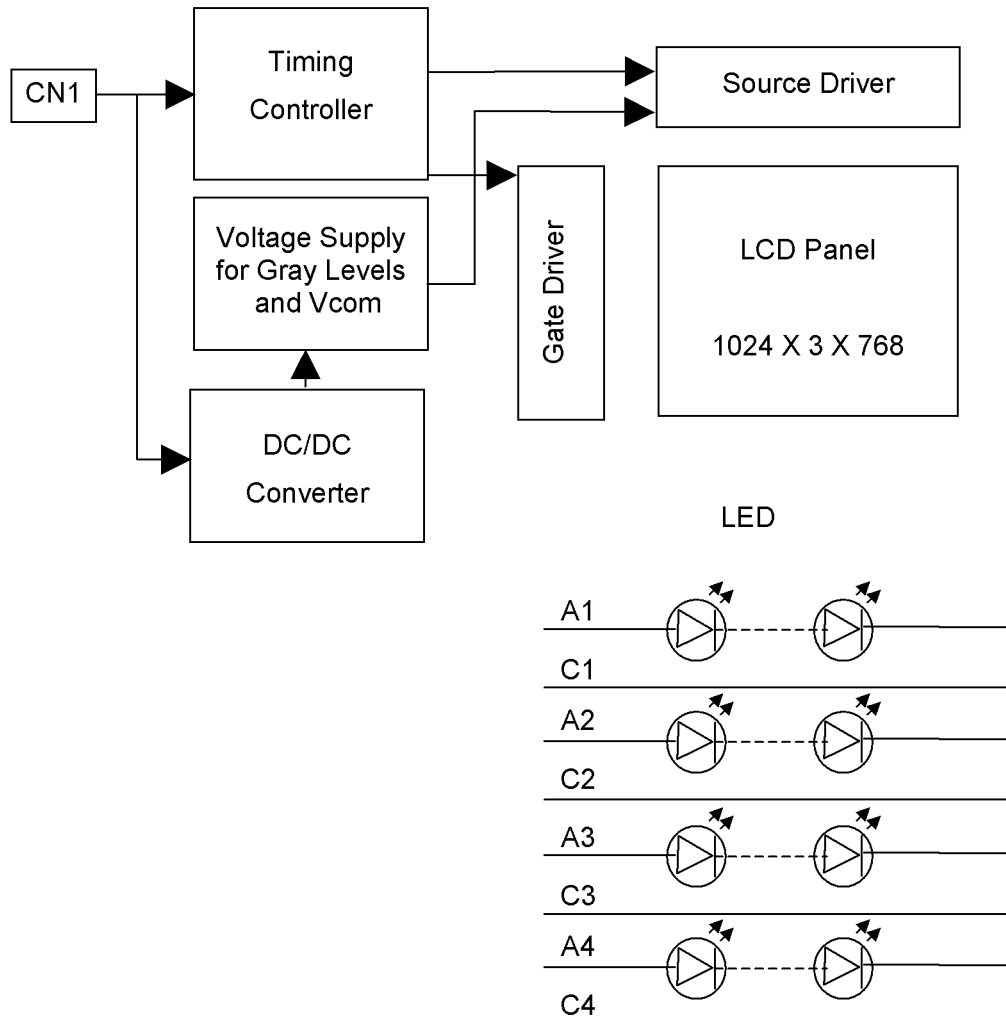 CN1
Timing
Controller
Source Driver
Voltage Supply
for Gray Levels
and Vcom
Gate Driver
LCD Panel
1024 X 3 X 768
DC/DC
Converter
LED
A1
C1
A2
C2
A3
C3
A4
C4